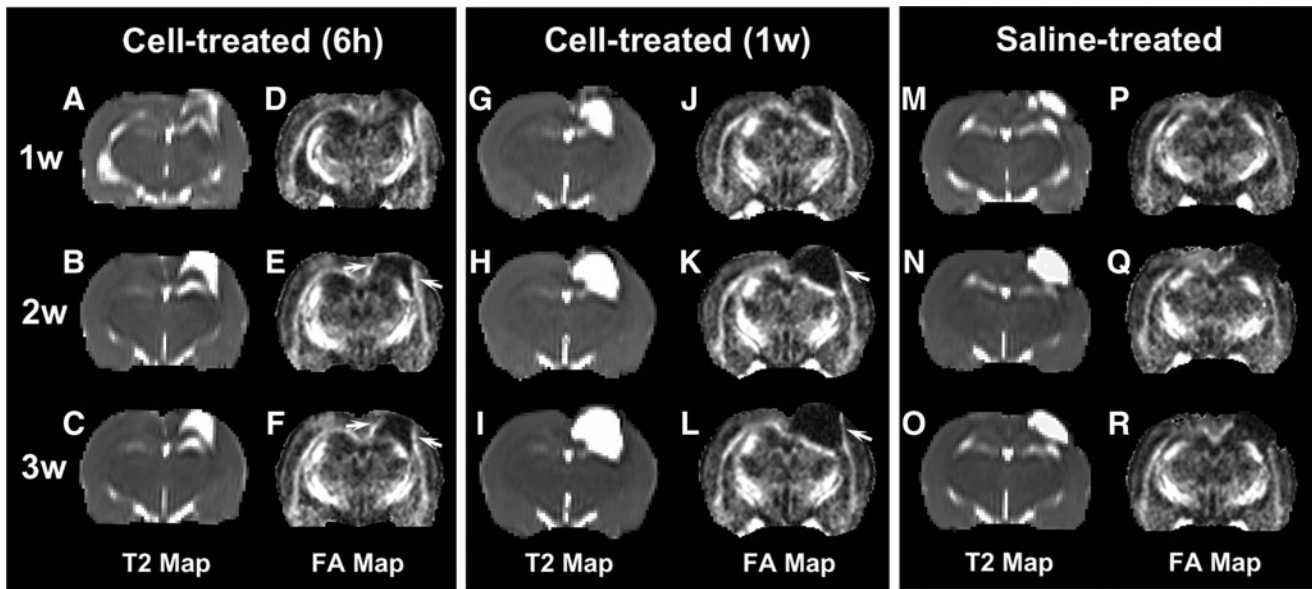 Cell-treated (6h) Cell-treated (1w) Saline-treated
A D G J M P
1w
B E H K N Q
2w
C F I L O R
3w
T2 Map FA Map T2 Map FA Map T2 Map FA Map